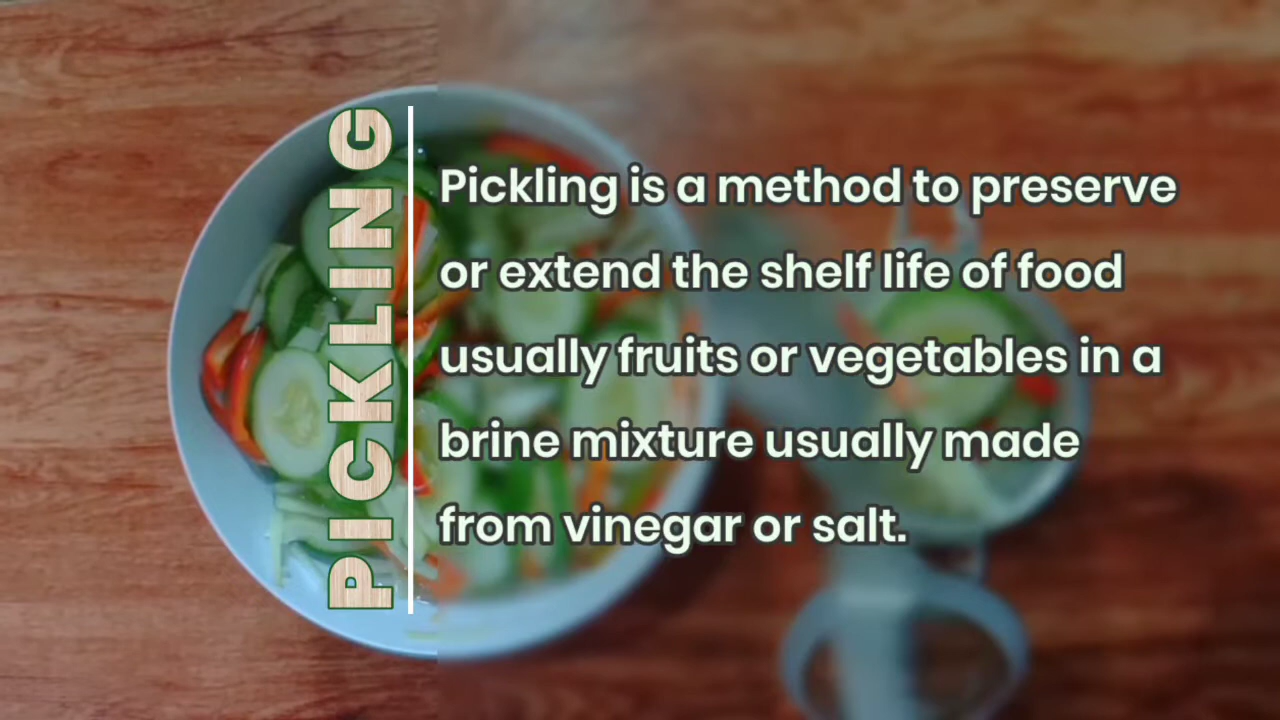 PICKLING
Pickling is a method to preserve
or extend the shelf life of food
usually fruits or vegetables in a
brine mixture usually made
from vinegar or salt.